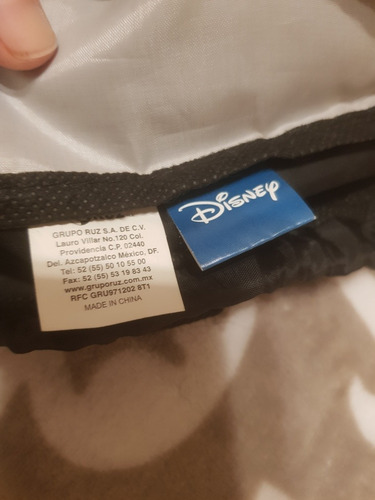 GRUPO RUZ S.A. DE C.V.
Lauro Villar No.120 Col.
Providencia C.P. 02440
Del. Azcapotzalco México, DF.
Tel: 52 (55) 50 10 55 00
Fax: 52 (55) 53 19 83 43
www.gruporuz.com.mx
RFC GRU971202 8T1
MADE IN CHINA
Disney